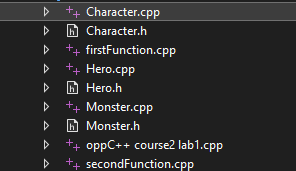 Character.cpp
Character.h
firstFunction.cpp
Hero.cpp
Hero.h
Monster.cpp
Monster.h
oppC++ course2 lab1.cpp
secondFunction.cpp